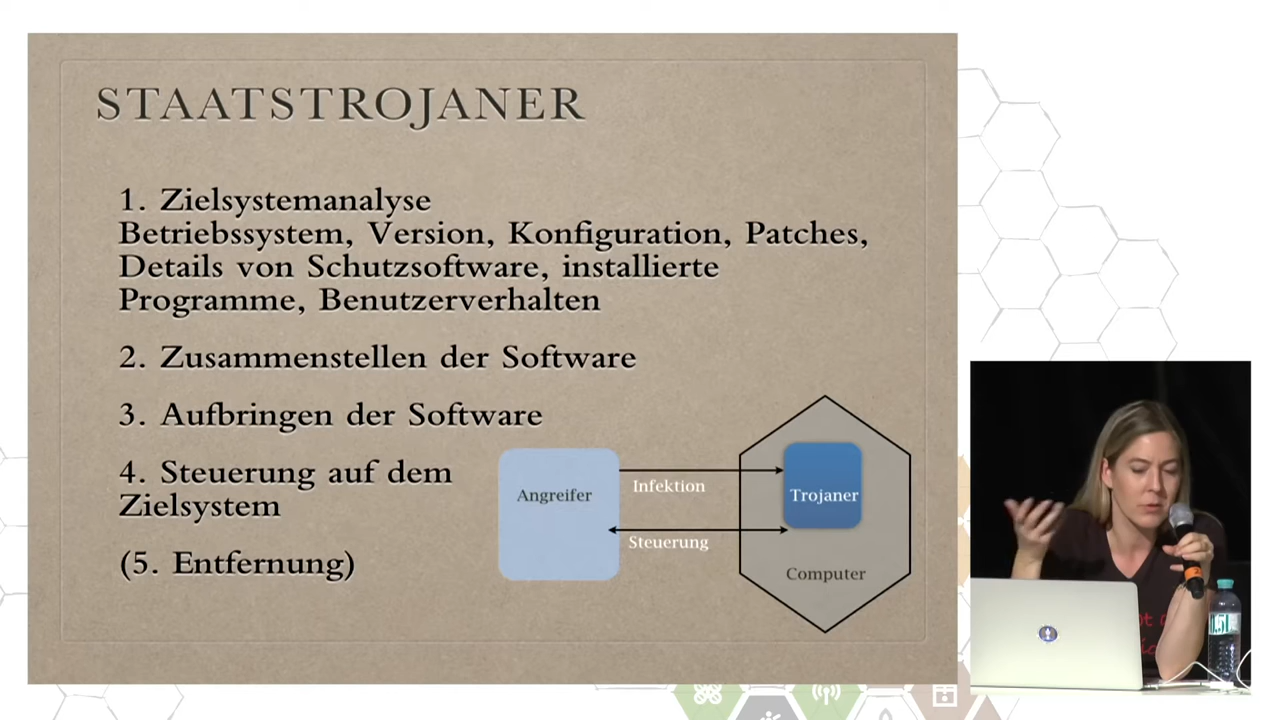 STAATSTROJANER
1. Zielsystemanalyse
Betriebssystem, Version, Konfiguration, Patches,
Details von Schutzsoftware, installierte
Programme, Benutzerverhalten
2. Zusammenstellen der Software
3. Aufbringen der Software
4. Steuerung auf dem
Zielsystem
(5. Entfernung)
Angreifer
Infektion
Trojaner
Steuerung
Computer